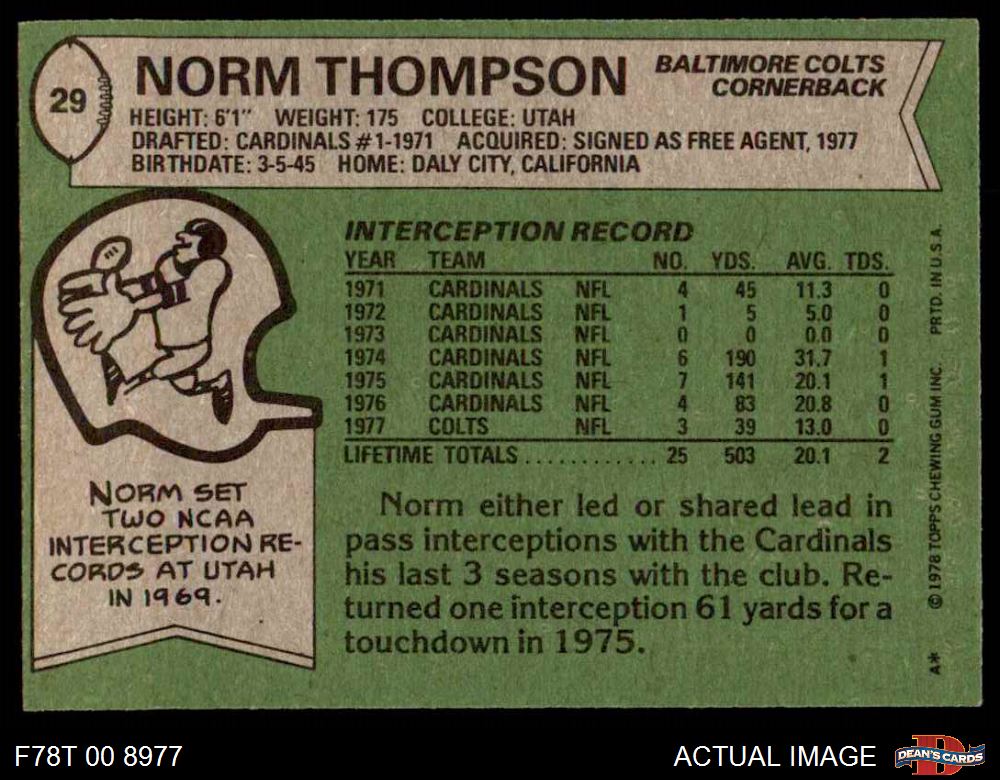 29
NORM THOMPSON
BALTIMORE COLTS
CORNERBACK
HEIGHT: 6'1" WEIGHT: 175 COLLEGE: UTAH
DRAFTED: CARDINALS #1-1971 ACQUIRED: SIGNED AS FREE AGENT, 1977
BIRTHDATE: 3-5-45 HOME: DALY CITY, CALIFORNIA
INTERCEPTION RECORD
YEAR TEAM NO. YDS. AVG. TDS.
1971 CARDINALS NFL 4 45 11.3 0
1972 CARDINALS NFL 1 5 5.0 0
1973 CARDINALS NFL 0 0 0.0 0
1974 CARDINALS NFL 6 190 31.7 1
1975 CARDINALS NFL 7 141 20.1 1
1976 CARDINALS NFL 4 83 20.8 0
1977 COLTS NFL 3 39 13.0 0
LIFETIME TOTALS............ 25 503 20.1 2
NORM SET
TWO NCAA
INTERCEPTION RE-
CORDS AT UTAH
IN 1969.
Norm either led or shared lead in
pass interceptions with the Cardinals
his last 3 seasons with the club. Re-
turned one interception 61 yards for a
touchdown in 1975.
A* © 1978 TOPPS CHEWING GUM INC. PRTD. IN U.S.A.
F78T 00 8977
ACTUAL IMAGE
D
DEAN'S CARDS